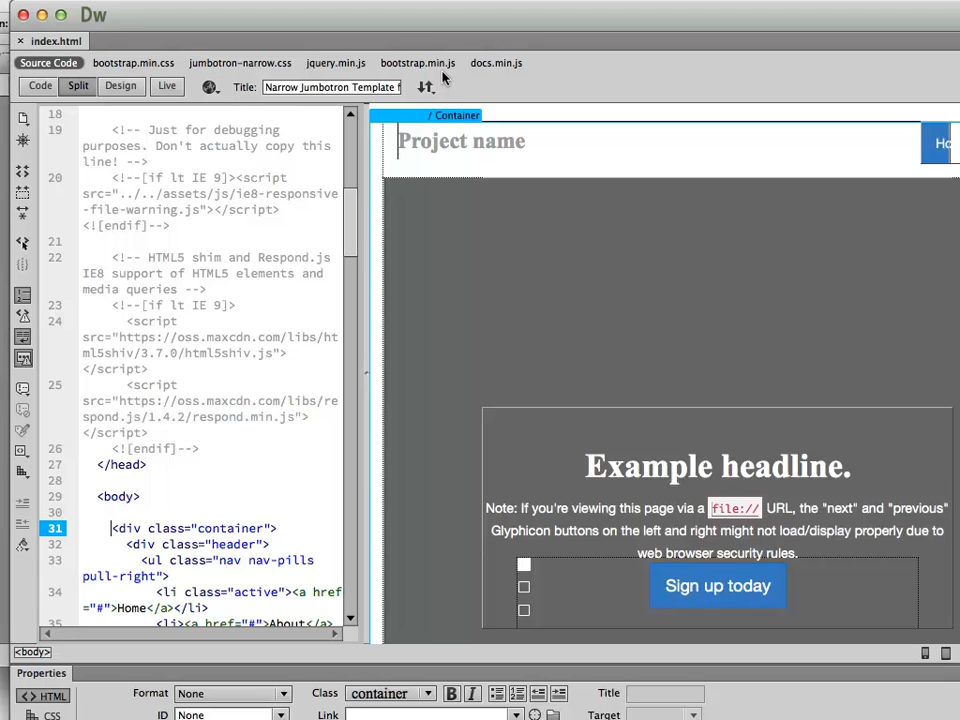 Dw
× index.html
Source Code bootstrap.min.css jumbotron-narrow.css jquery.min.js bootstrap.min.js docs.min.js
Code Split Design Live Title: Narrow Jumbotron Template f
/ Container
18
19 <!-- Just for debugging
purposes. Don't actually copy this
line! -->
20 <!--[if lt IE 9]><script
src="../../assets/js/ie8-responsive
-file-warning.js"></script>
<![endif]-->
21
22 <!-- HTML5 shim and Respond.js
IE8 support of HTML5 elements and
media queries -->
23 <!--[if lt IE 9]>
24 <script
src="https://oss.maxcdn.com/libs/ht
ml5shiv/3.7.0/html5shiv.js">
</script>
25 <script
src="https://oss.maxcdn.com/libs/re
spond.js/1.4.2/respond.min.js">
</script>
26 <![endif]-->
27 </head>
28
29 <body>
30
31 <div class="container">
32 <div class="header">
33 <ul class="nav nav-pills
pull-right">
34 <li class="active"><a href
="#">Home</a></li>
35 <li><a href="#">About</a>
Project name
Ho
Example headline.
Note: If you're viewing this page via a file:// URL, the "next" and "previous"
Glyphicon buttons on the left and right might not load/display properly due to
web browser security rules.
Sign up today
<body>
Properties
<> HTML Format None Class container B I Title
CSS ID None Link Target